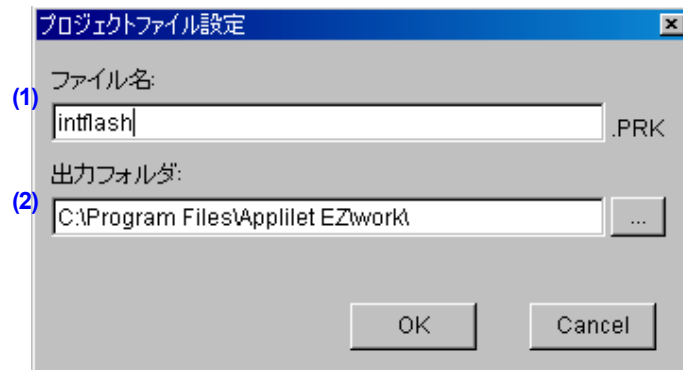 プロジェクトファイル設定
ファイル名:
(1)
intflash
.PRK
出力フォルダ:
(2)
C:\Program Files\Applilet EZ\work\
...
OK
Cancel